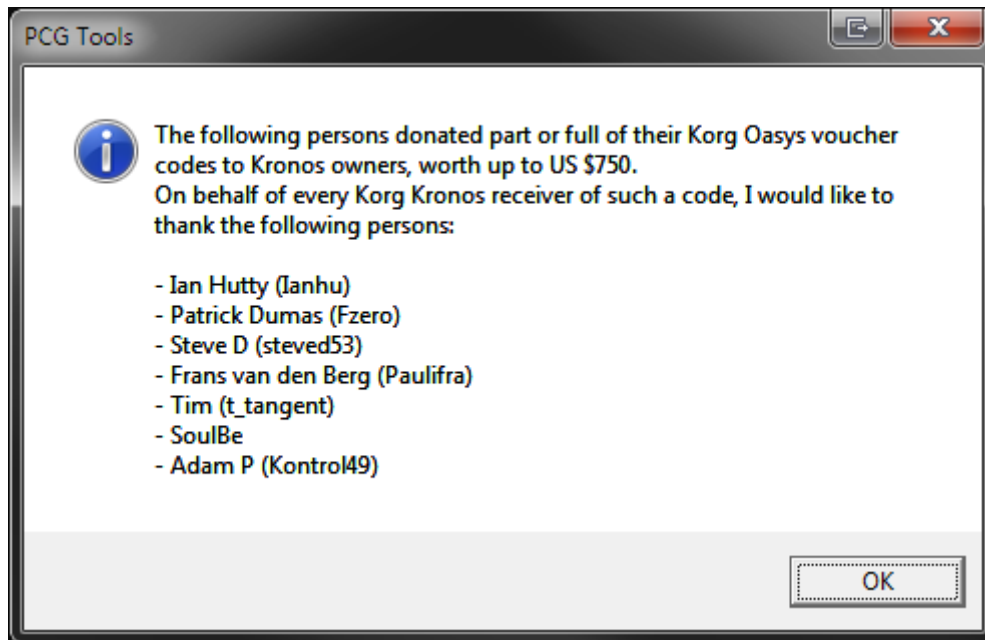 PCG Tools
The following persons donated part or full of their Korg Oasys voucher
codes to Kronos owners, worth up to US $750.
On behalf of every Korg Kronos receiver of such a code, I would like to
thank the following persons:
- Ian Hutty (Ianhu)
- Patrick Dumas (Fzero)
- Steve D (steved53)
- Frans van den Berg (Paulifra)
- Tim (t_tangent)
- SoulBe
- Adam P (Kontrol49)
OK